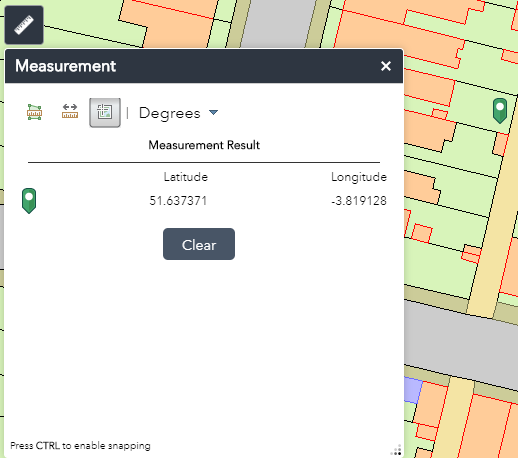 Measurement
Degrees
Measurement Result
Latitude Longitude
51.637371 -3.819128
Clear
Press CTRL to enable snapping